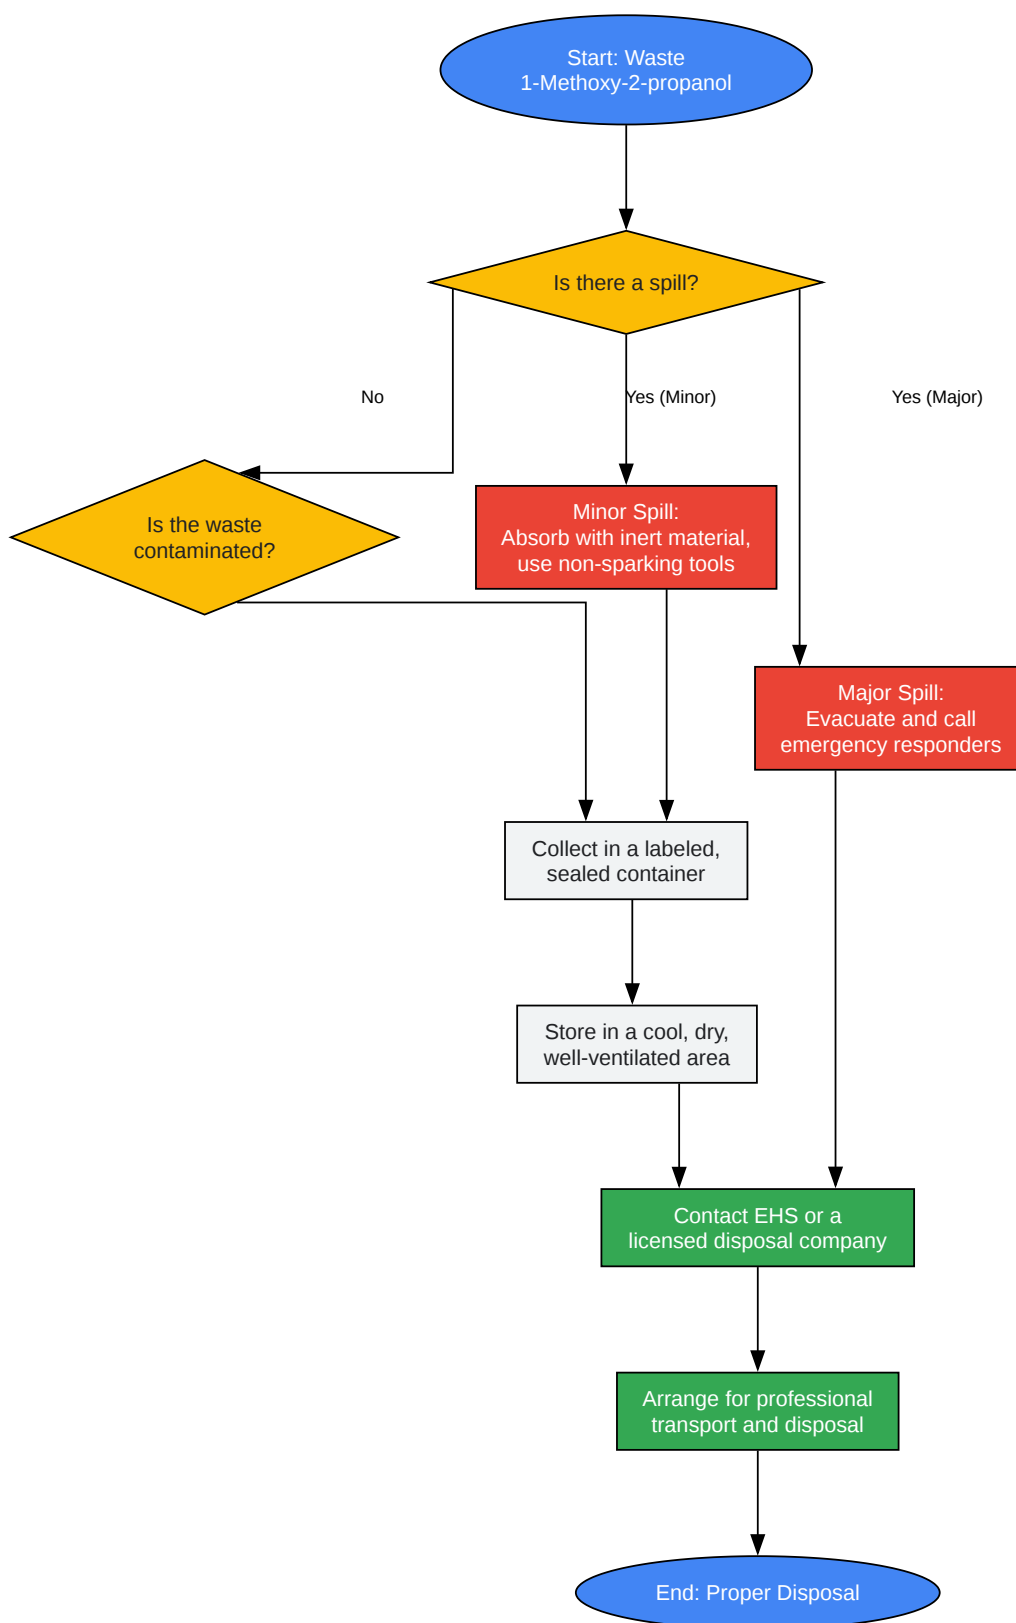 Start: Waste
1-Methoxy-2-propanol
Is there a spill?
No
Yes (Minor)
Yes (Major)
Is the waste
contaminated?
Minor Spill:
Absorb with inert material,
use non-sparking tools
Major Spill:
Evacuate and call
emergency responders
Collect in a labeled,
sealed container
Store in a cool, dry,
well-ventilated area
Contact EHS or a
licensed disposal company
Arrange for professional
transport and disposal
End: Proper Disposal